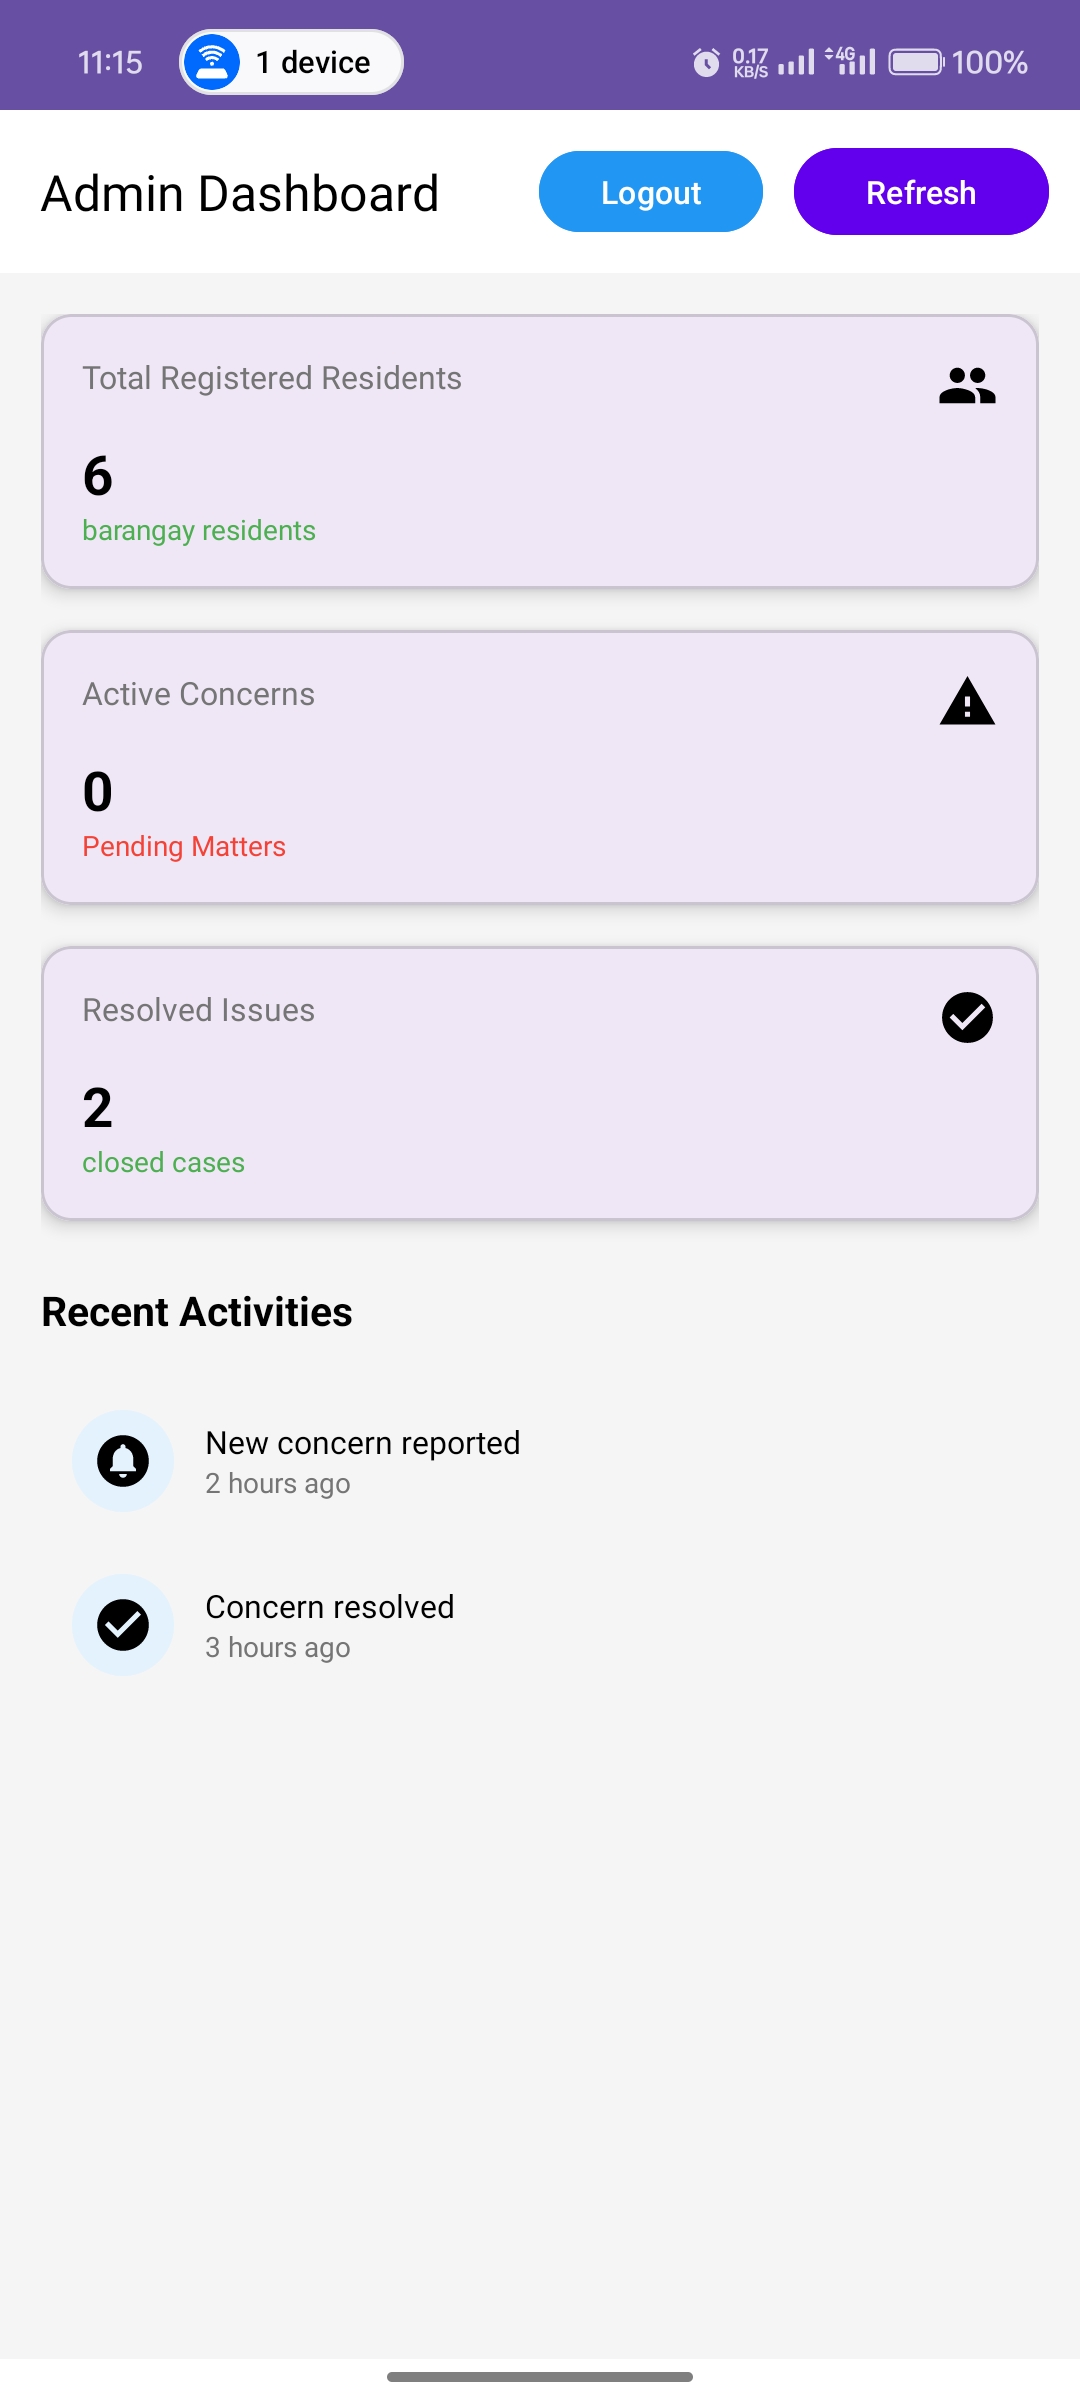 11:15
1 device
0.17
KB/S
4G
100%
Admin Dashboard
Logout
Refresh
Total Registered Residents
6
barangay residents
Active Concerns
0
Pending Matters
Resolved Issues
2
closed cases
Recent Activities
New concern reported
2 hours ago
Concern resolved
3 hours ago